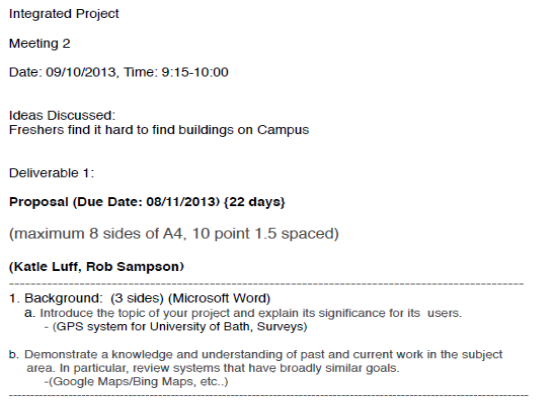 Integrated Project
Meeting 2
Date: 09/10/2013, Time: 9:15-10:00
Ideas Discussed:
Freshers find it hard to find buildings on Campus
Deliverable 1:
Proposal (Due Date: 08/11/2013) {22 days}
(maximum 8 sides of A4, 10 point 1.5 spaced)
(Katie Luff, Rob Sampson)
1. Background: (3 sides) (Microsoft Word)
a. Introduce the topic of your project and explain its significance for its users.
- (GPS system for University of Bath, Surveys)
b. Demonstrate a knowledge and understanding of past and current work in the subject
area. In particular, review systems that have broadly similar goals.
-(Google Maps/Bing Maps, etc..)